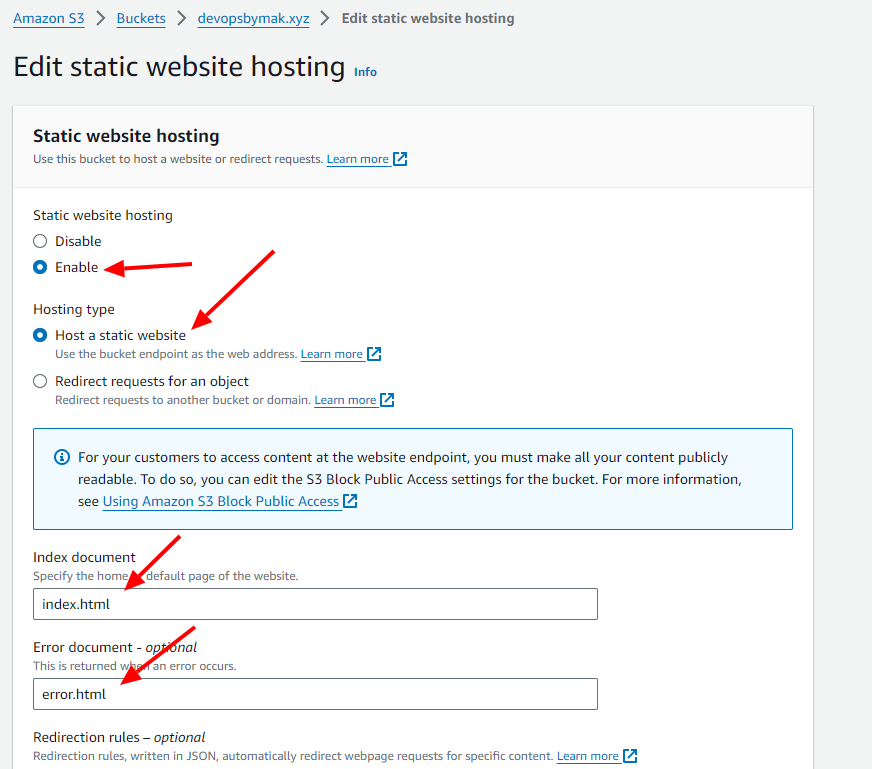 Amazon S3 > Buckets > devopsbymak.xyz > Edit static website hosting
Edit static website hosting Info
Static website hosting
Use this bucket to host a website or redirect requests. Learn more
Static website hosting
Disable
Enable
Hosting type
Host a static website
Use the bucket endpoint as the web address. Learn more
Redirect requests for an object
Redirect requests to another bucket or domain. Learn more
For your customers to access content at the website endpoint, you must make all your content publicly
readable. To do so, you can edit the S3 Block Public Access settings for the bucket. For more information,
see Using Amazon S3 Block Public Access
Index document
Specify the home default page of the website.
index.html
Error document - optional
This is returned when an error occurs.
error.html
Redirection rules – optional
Redirection rules, written in JSON, automatically redirect webpage requests for specific content. Learn more